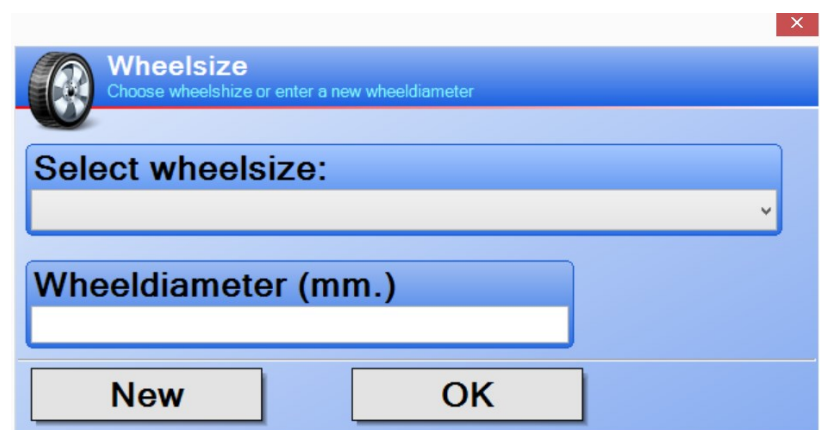 Wheelsize
Choose wheelshize or enter a new wheeldiameter
Select wheelsize:
Wheeldiameter (mm.)
New
OK